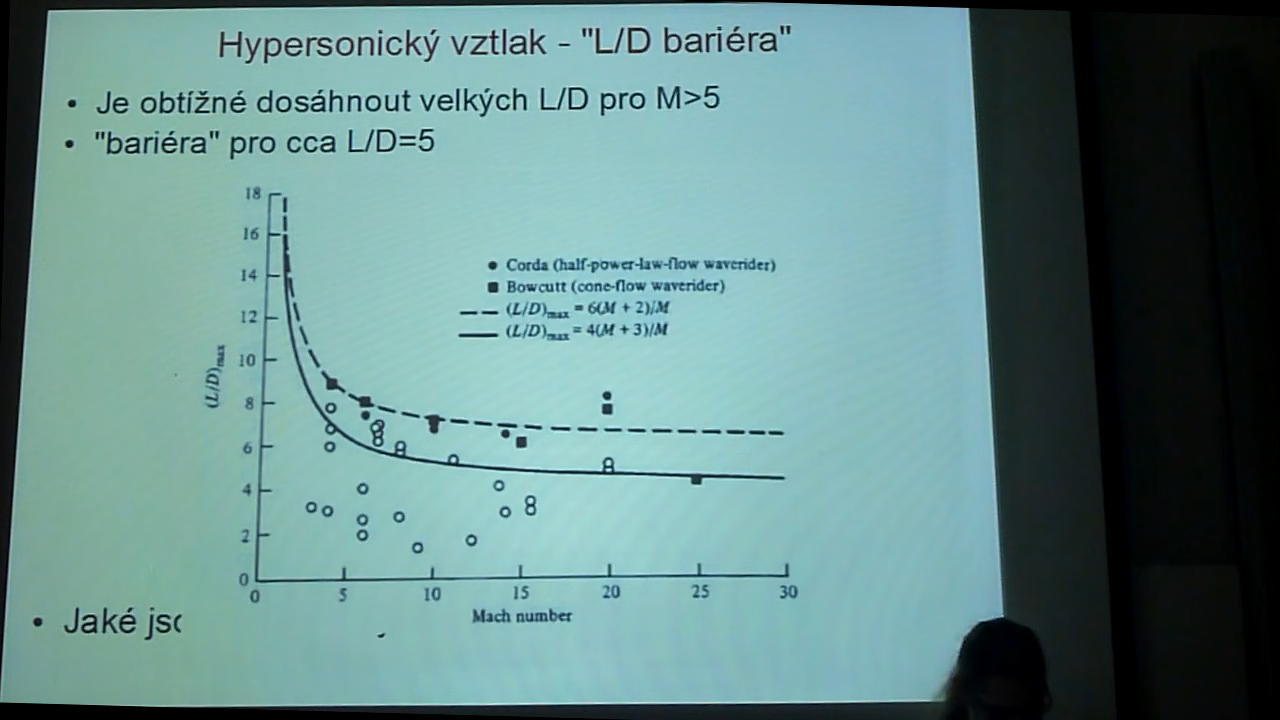 Hypersonický vztlak - "L/D bariéra"
• Je obtížné dosáhnout velkých L/D pro M>5
• "bariéra" pro cca L/D=5
18
16
14
12
10
8
6
4
2
0
(L/D)max
Corda (half-power-law-flow waverider)
Bowcutt (cone-flow waverider)
(L/D)max = 6(M + 2)/M
(L/D)max = 4(M + 3)/M
0 5 10 15 20 25 30
Mach number
• Jaké